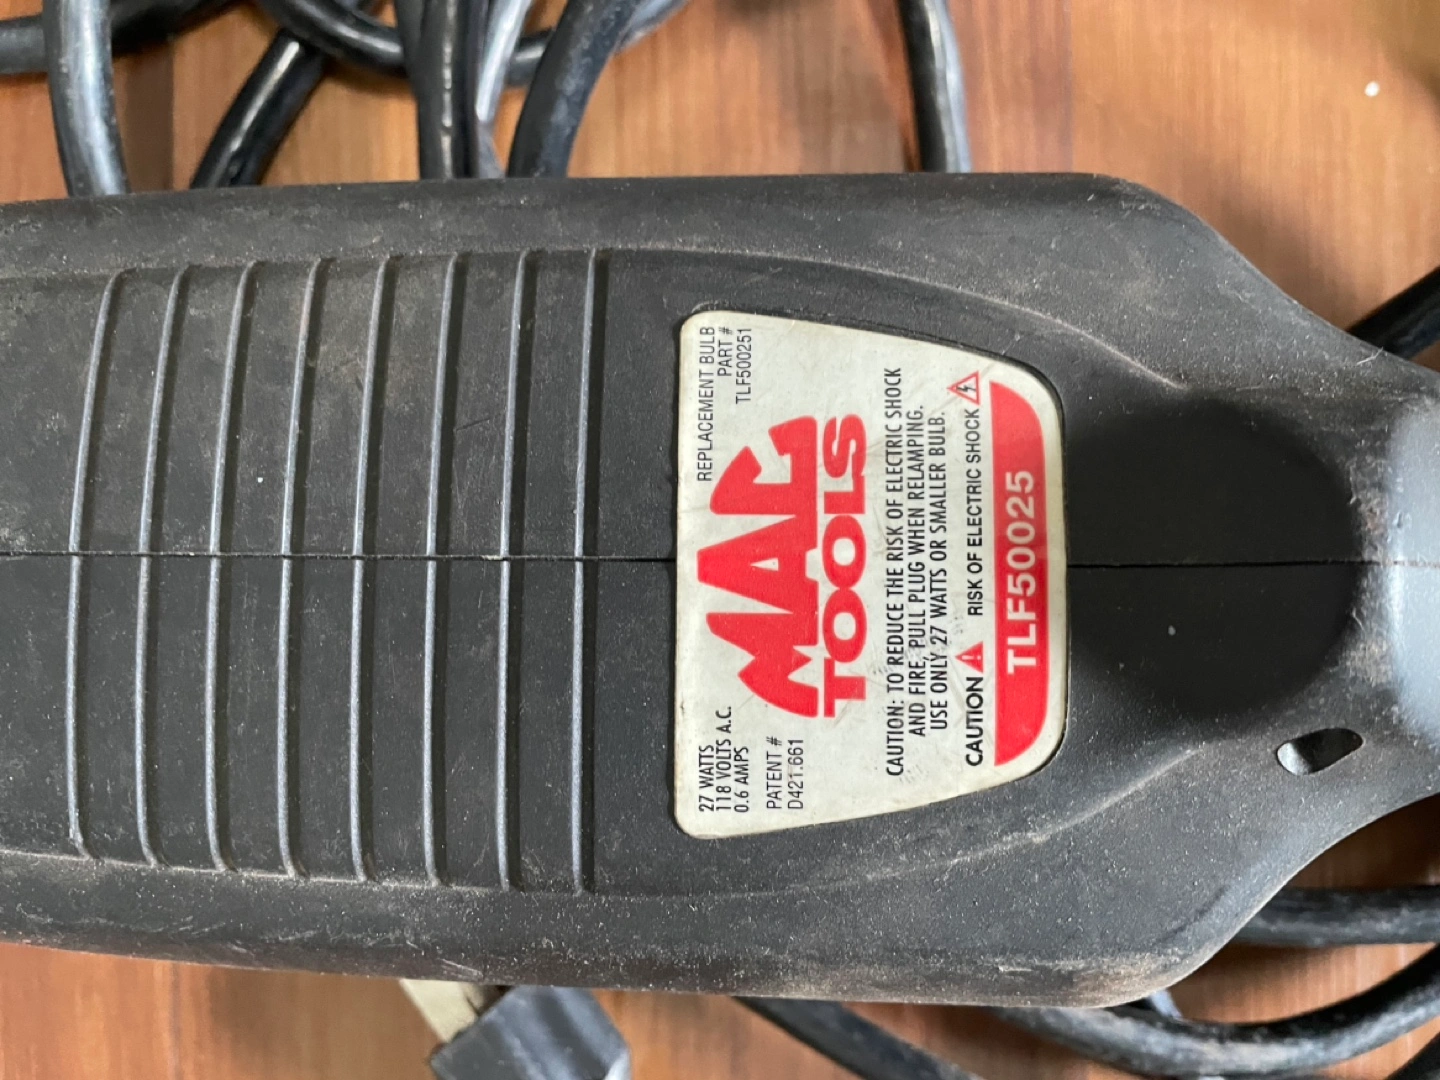 27 WATTS
118 VOLTS A.C.
0.6 AMPS
PATENT #
D421.661
REPLACEMENT BULB
PART #
TLF500251
MAC
TOOLS
CAUTION: TO REDUCE THE RISK OF ELECTRIC SHOCK
AND FIRE, PULL PLUG WHEN RELAMPING.
USE ONLY 27 WATTS OR SMALLER BULB.
CAUTION RISK OF ELECTRIC SHOCK
TLF50025